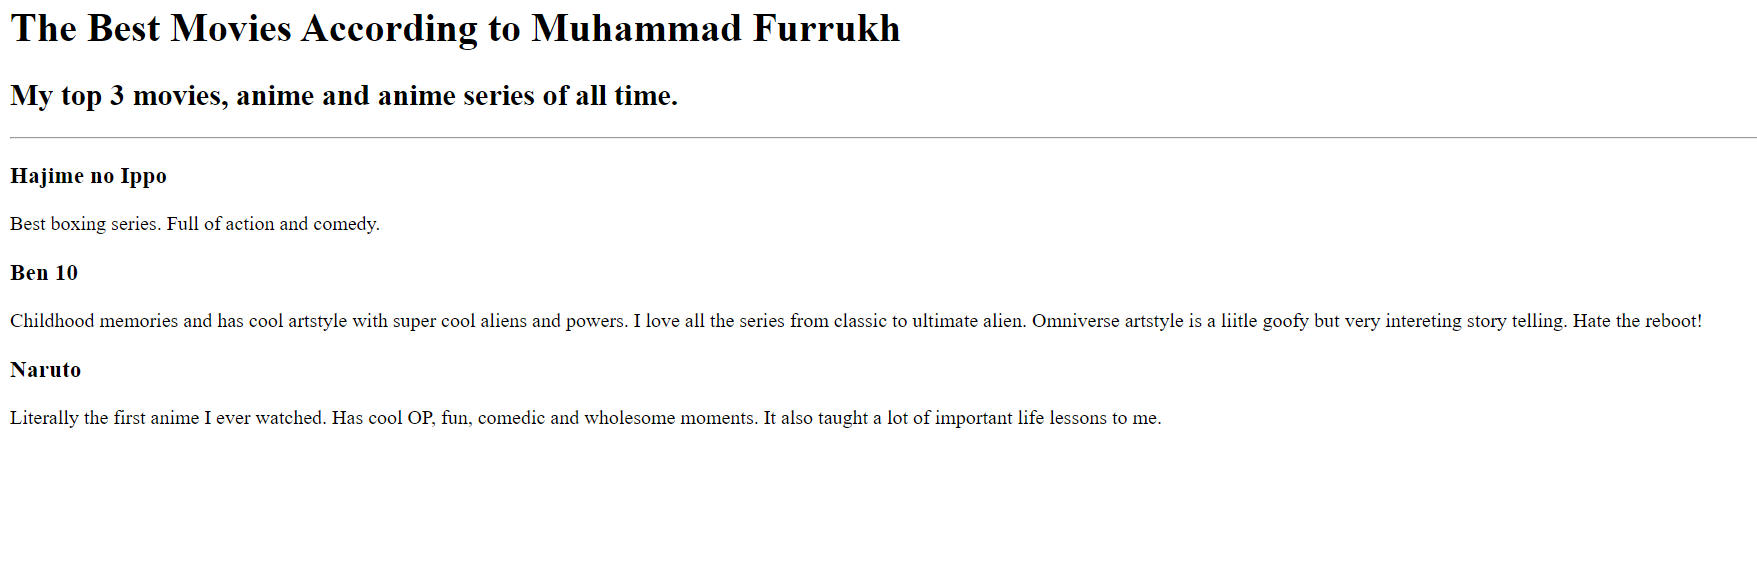 The Best Movies According to Muhammad Furrukh
My top 3 movies, anime and anime series of all time.
Hajime no Ippo
Best boxing series. Full of action and comedy.
Ben 10
Childhood memories and has cool artstyle with super cool aliens and powers. I love all the series from classic to ultimate alien. Omniverse artstyle is a liitle goofy but very intereting story telling. Hate the reboot!
Naruto
Literally the first anime I ever watched. Has cool OP, fun, comedic and wholesome moments. It also taught a lot of important life lessons to me.